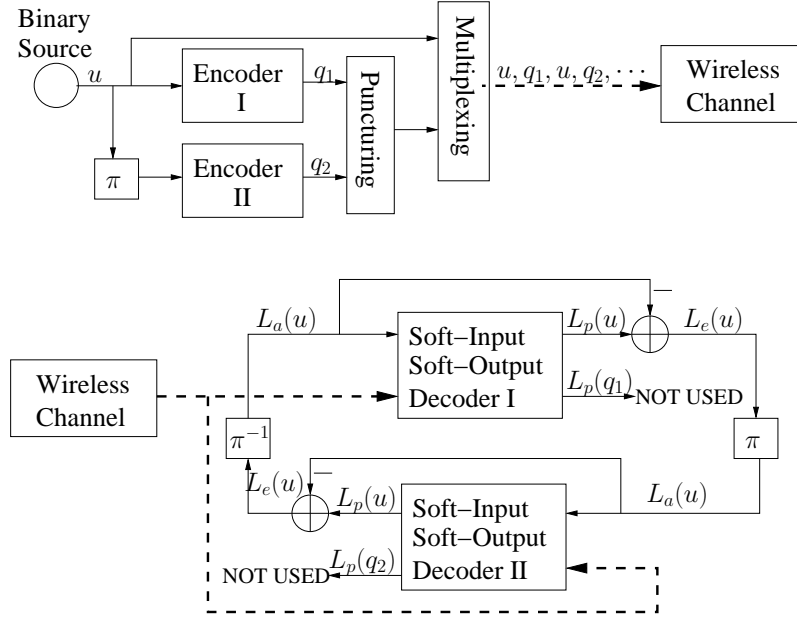 Binary
Source
u
Encoder
I
q₁
Puncturing
Multiplexing
u, q₁, u, q₂, ⋯
Wireless
Channel
π
Encoder
II
q₂
Lₐ(u)
Soft−Input
Soft−Output
Decoder I
Lₚ(u)
−
Lₑ(u)
Lₚ(q₁)
NOT USED
Wireless
Channel
π⁻¹
π
Lₑ(u)
−
Lₚ(u)
Soft−Input
Soft−Output
Decoder II
Lₐ(u)
NOT USED
Lₚ(q₂)